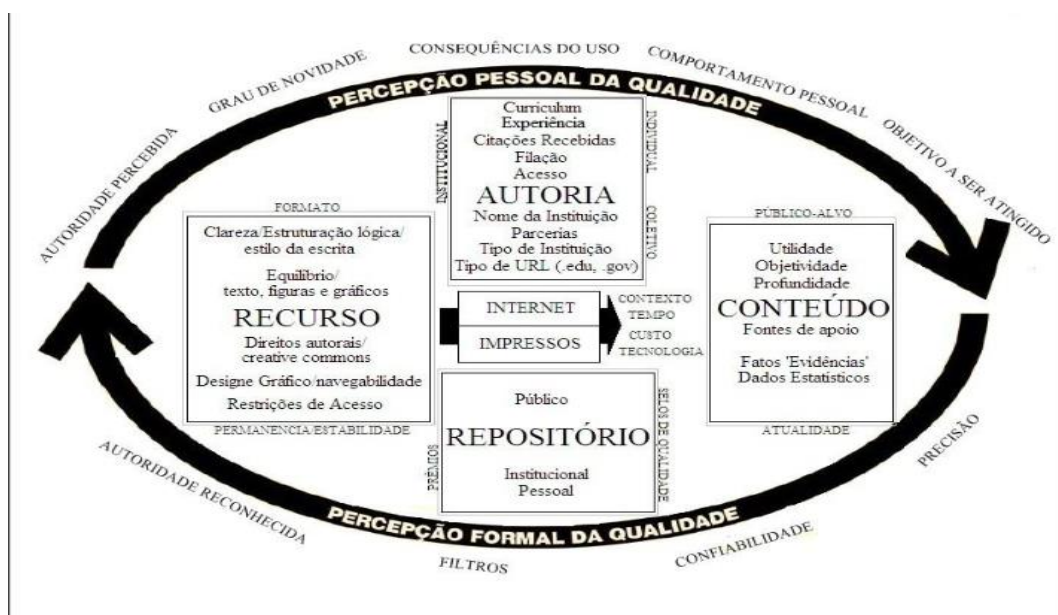 CONSEQUÊNCIAS DO USO
GRAU DE NOVIDADE
COMPORTAMENTO PESSOAL
AUTORIDADE PERCEBIDA
OBJETIVO A SER ATINGIDO
PERCEPÇÃO PESSOAL DA QUALIDADE
INSTITUCIONAL
INDIVIDUAL
COLETIVO
Curriculum
Experiência
Citações Recebidas
Filação
Acesso
AUTORIA
Nome da Instituição
Parcerias
Tipo de Instituição
Tipo de URL (.edu, .gov)
FORMATO
Clareza/Estruturação lógica/
estilo da escrita
Equilíbrio/
texto, figuras e gráficos
RECURSO
Direitos autorais/
creative commons
Designe Gráfico/navegabilidade
Restrições de Acesso
PERMANÊNCIA/ESTABILIDADE
INTERNET
IMPRESSOS
CONTEXTO
TEMPO
CUSTO
TECNOLOGIA
PÚBLICO-ALVO
Utilidade
Objetividade
Profundidade
CONTEÚDO
Fontes de apoio
Fatos 'Evidências'
Dados Estatísticos
ATUALIDADE
PRÊMIOS
SELOS DE QUALIDADE
Público
REPOSITÓRIO
Institucional
Pessoal
PERCEPÇÃO FORMAL DA QUALIDADE
AUTORIDADE RECONHECIDA
FILTROS
CONFIABILIDADE
PRECISÃO